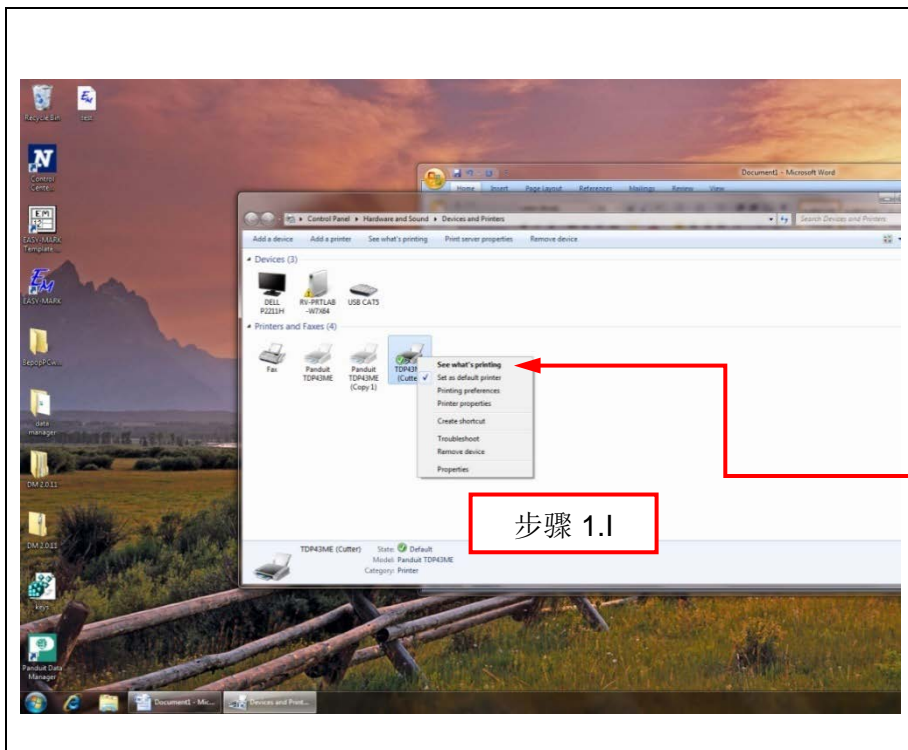 Recycle Bin
test
Control
Cente...
EASY-MARK
Template ...
EASY-MARK
data
manager
DM 2.0.11
DM 2.0.11
keys
Panduit Data
Manager
Document1 - Microsoft Word
Home Insert Page Layout References Mailings Review View
Control Panel Hardware and Sound Devices and Printers
Search Devices and Printers
Add a device Add a printer See what's printing Print server properties Remove device
Devices (3)
DELL
P2211H
RV-PRTLAB
-W7X64
USB CAT5
Printers and Faxes (4)
Fax
Panduit
TDP43ME
Panduit
TDP43ME
(Copy 1)
TDP43M
(Cutte
See what's printing
Set as default printer
Printing preferences
Printer properties
Create shortcut
Troubleshoot
Remove device
Properties
步骤 1.I
TDP43ME (Cutter) State: Default
Model: Panduit TDP43ME
Category: Printer
Document1 - Mic...
Devices and Print...